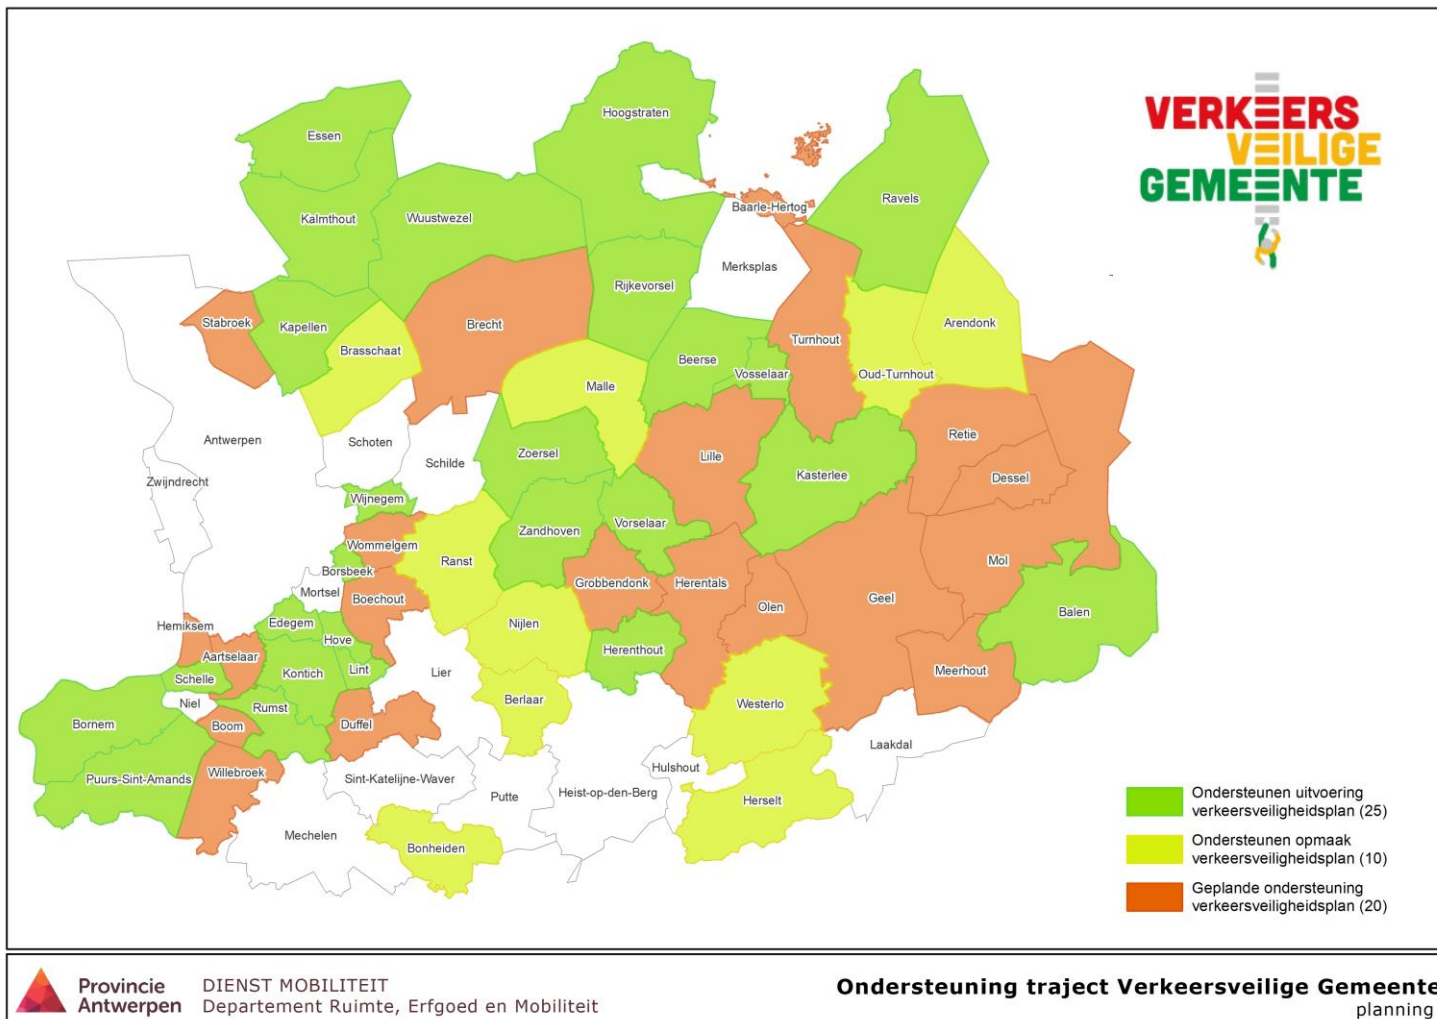 Essen
Hoogstraten
VERKEERS
VEILIGE
GEMEENTE
Kalmthout
Wuustwezel
Ravels
Baarle-Hertog
Merksplas
Rijkevorsel
Stabroek
Kapellen
Brecht
Arendonk
Brasschaat
Turnhout
Beerse
Vosselaar
Oud-Turnhout
Malle
Antwerpen
Schoten
Retie
Zoersel
Lille
Schilde
Kasterlee
Dessel
Zwijndrecht
Wijnegem
Vorselaar
Zandhoven
Wommelgem
Ranst
Mol
Borsbeek
Mortsel
Grobbendonk
Herentals
Boechout
Olen
Geel
Balen
Hemiksem
Edegem
Nijlen
Hove
Aartselaar
Herenthout
Schelle
Kontich
Lint
Lier
Meerhout
Niel
Rumst
Berlaar
Westerlo
Bornem
Boom
Duffel
Laakdal
Puurs-Sint-Amands
Willebroek
Sint-Katelijne-Waver
Hulshout
Putte
Heist-op-den-Berg
Herselt
Mechelen
Bonheiden
Ondersteunen uitvoering
verkeersveiligheidsplan (25)
Ondersteunen opmaak
verkeersveiligheidsplan (10)
Geplande ondersteuning
verkeersveiligheidsplan (20)
Provincie
Antwerpen
DIENST MOBILITEIT
Departement Ruimte, Erfgoed en Mobiliteit
Ondersteuning traject Verkeersveilige Gemeente
planning